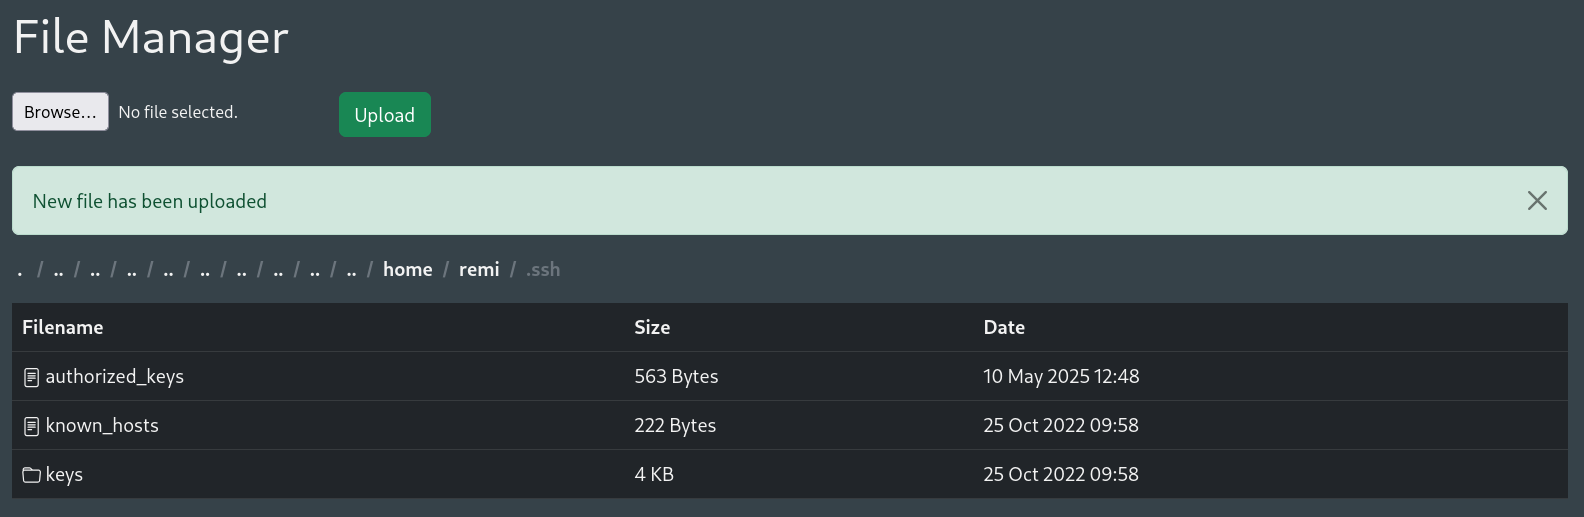 File Manager
Browse... No file selected. Upload
New file has been uploaded
. / .. / .. / .. / .. / .. / .. / .. / .. / .. / home / remi / .ssh
Filename Size Date
authorized_keys 563 Bytes 10 May 2025 12:48
known_hosts 222 Bytes 25 Oct 2022 09:58
keys 4 KB 25 Oct 2022 09:58